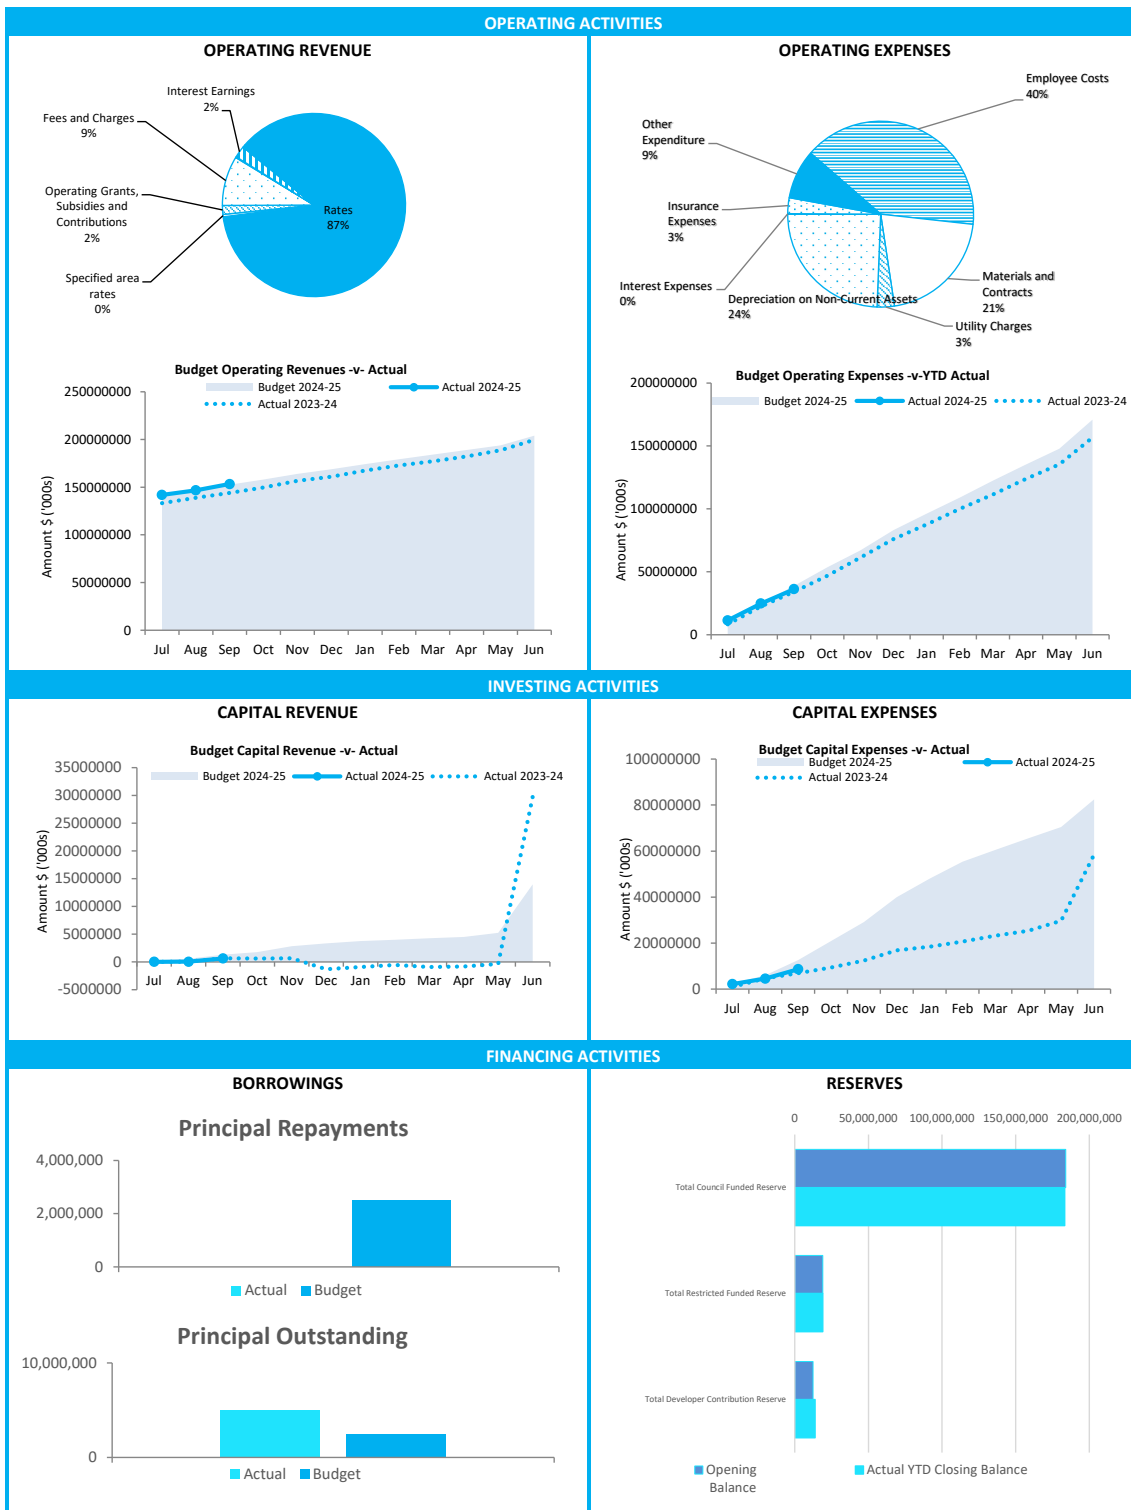 OPERATING ACTIVITIES
OPERATING REVENUE
Interest Earnings
2%
Fees and Charges
9%
Operating Grants,
Subsidies and
Contributions
2%
Specified area
rates
0%
Rates
87%
Budget Operating Revenues -v- Actual
Budget 2024-25
Actual 2024-25
Actual 2023-24
Amount $ ('000s)
250000000
200000000
150000000
100000000
50000000
0
Jul Aug Sep Oct Nov Dec Jan Feb Mar Apr May Jun
OPERATING EXPENSES
Employee Costs
40%
Other
Expenditure
9%
Insurance
Expenses
3%
Interest Expenses
0%
Depreciation on Non-Current Assets
24%
Materials and
Contracts
21%
Utility Charges
3%
Budget Operating Expenses -v-YTD Actual
Budget 2024-25 Actual 2024-25 Actual 2023-24
Amount $ ('000s)
200000000
150000000
100000000
50000000
0
Jul Aug Sep Oct Nov Dec Jan Feb Mar Apr May Jun
INVESTING ACTIVITIES
CAPITAL REVENUE
Budget Capital Revenue -v- Actual
Budget 2024-25 Actual 2024-25 Actual 2023-24
Amount $ ('000s)
35000000
30000000
25000000
20000000
15000000
10000000
5000000
0
-5000000
Jul Aug Sep Oct Nov Dec Jan Feb Mar Apr May Jun
CAPITAL EXPENSES
Budget Capital Expenses -v- Actual
Budget 2024-25 Actual 2024-25
Actual 2023-24
Amount $ ('000s)
100000000
80000000
60000000
40000000
20000000
0
Jul Aug Sep Oct Nov Dec Jan Feb Mar Apr May Jun
FINANCING ACTIVITIES
BORROWINGS
Principal Repayments
4,000,000
2,000,000
0
Actual Budget
Principal Outstanding
10,000,000
0
Actual Budget
RESERVES
0 50,000,000 100,000,000 150,000,000 200,000,000
Total Council Funded Reserve
Total Restricted Funded Reserve
Total Developer Contribution Reserve
Opening
Balance
Actual YTD Closing Balance